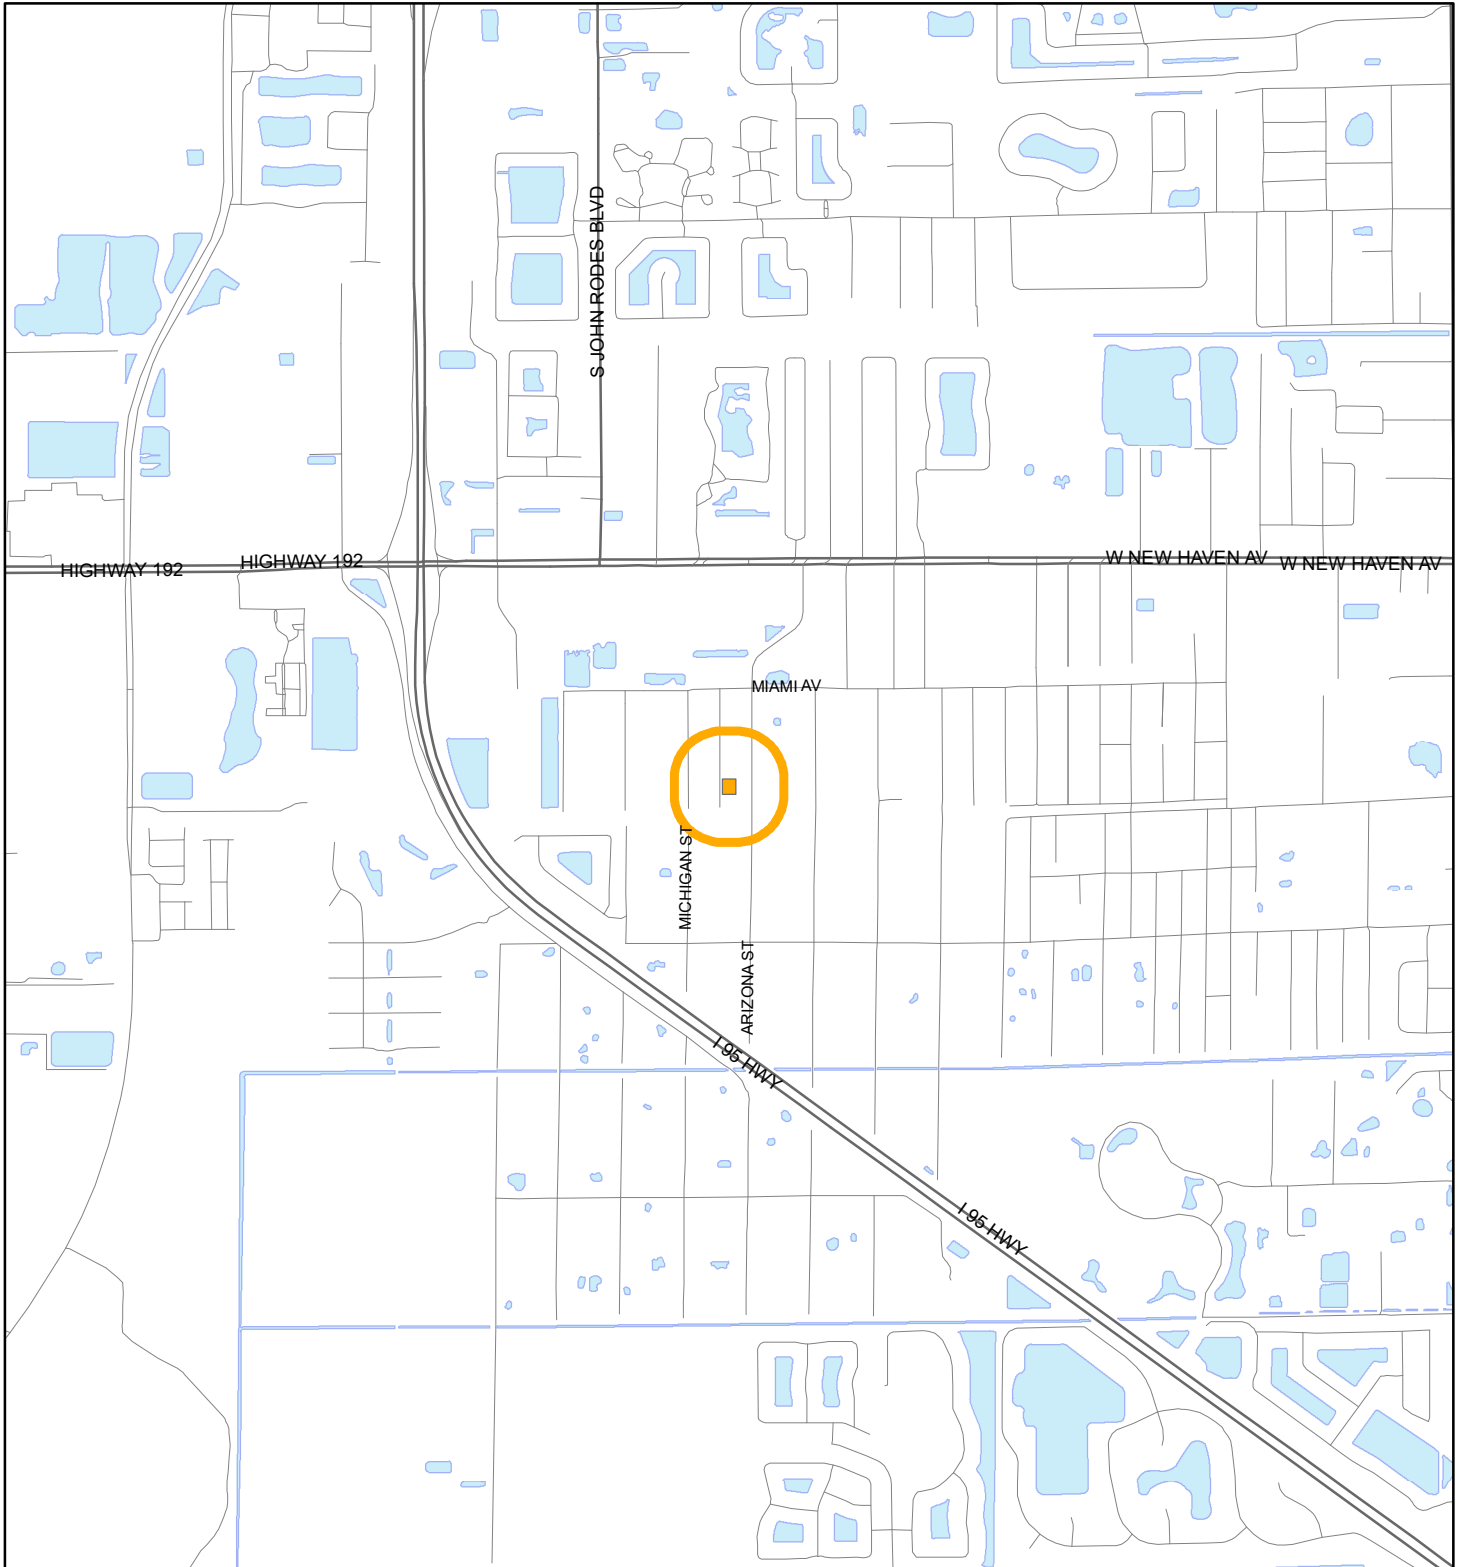 S JOHN RODES BLVD
HIGHWAY 192
HIGHWAY 192
W NEW HAVEN AV
W NEW HAVEN AV
MIAMI AV
MICHIGAN ST
ARIZONA ST
I 95 HWY
I 95 HWY